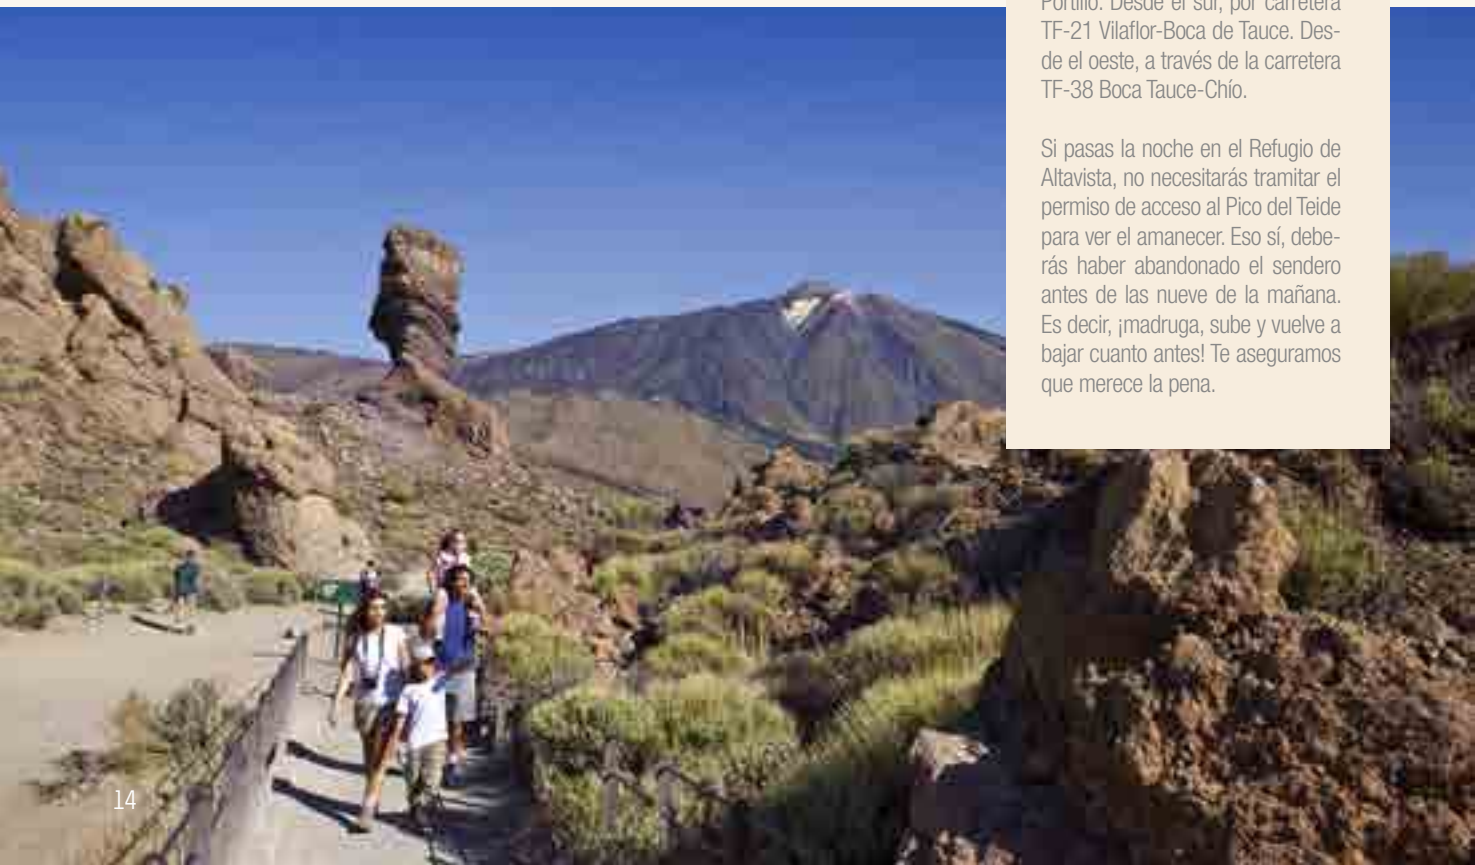 Portillo. Desde el sur, por carretera
TF-21 Vilaflor-Boca de Tauce. Des-
de el oeste, a través de la carretera
TF-38 Boca Tauce-Chío.
Si pasas la noche en el Refugio de
Altavista, no necesitarás tramitar el
permiso de acceso al Pico del Teide
para ver el amanecer. Eso sí, debe-
rás haber abandonado el sendero
antes de las nueve de la mañana.
Es decir, ¡madruga, sube y vuelve a
bajar cuanto antes! Te aseguramos
que merece la pena.
14